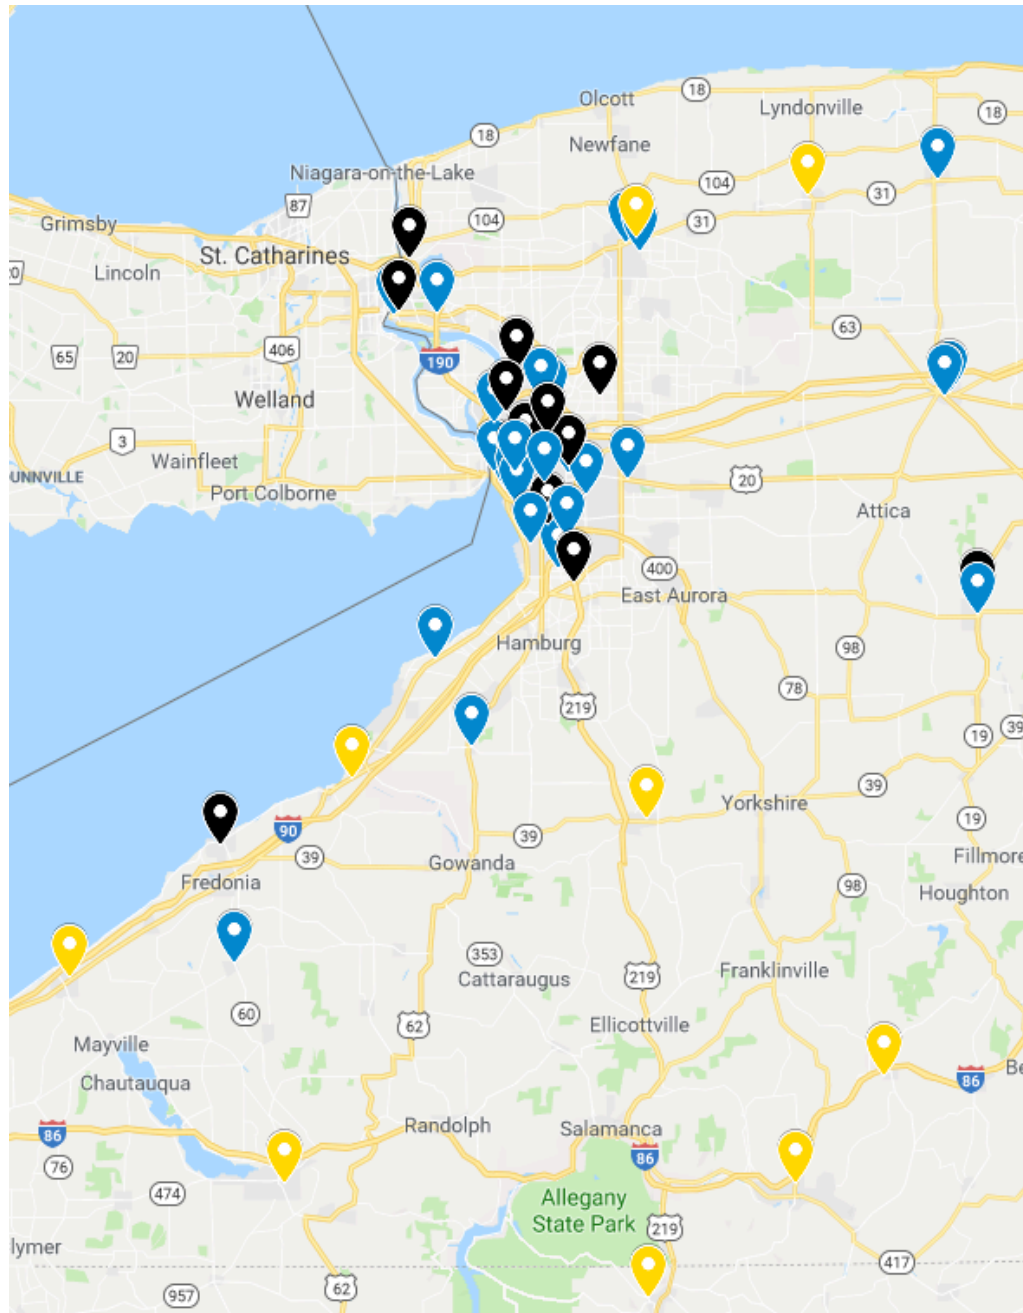 Olcott
18
Lyndonville
18
18
Newfane
Niagara-on-the-Lake
104
31
87
Grimsby
104
31
St. Catharines
Lincoln
20
63
65
20
406
190
Welland
3
Wainfleet
UNNVILLE
Port Colborne
20
Attica
400
East Aurora
Hamburg
98
78
219
19
39
Yorkshire
39
90
39
19
39
Gowanda
Fillmore
Fredonia
98
Houghton
353
Cattaraugus
219
Franklinville
60
62
Ellicottville
Mayville
Chautauqua
86
Be
86
Randolph
Salamanca
86
76
474
Allegany
State Park
219
lymer
417
957
62